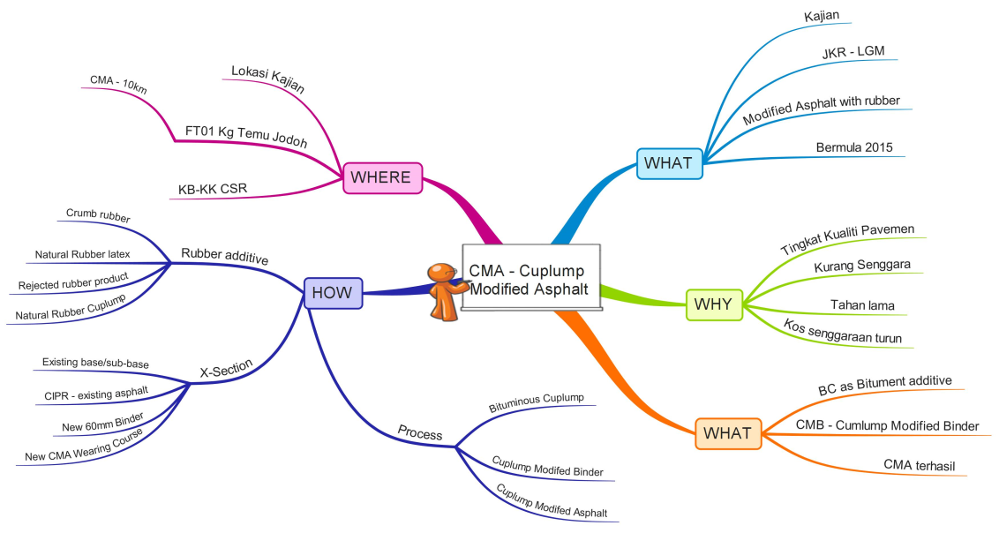 CMA - Cuplump
Modified Asphalt
WHAT
Kajian
JKR - LGM
Modified Asphalt with rubber
Bermula 2015
WHY
Tingkat Kualiti Pavemen
Kurang Senggara
Tahan lama
Kos senggaraan turun
WHAT
BC as Bitument additive
CMB - Cumlump Modified Binder
CMA terhasil
WHERE
Lokasi Kajian
FT01 Kg Temu Jodoh
CMA - 10km
KB-KK CSR
HOW
Rubber additive
Crumb rubber
Natural Rubber latex
Rejected rubber product
Natural Rubber Cuplump
X-Section
Existing base/sub-base
CIPR - existing asphalt
New 60mm Binder
New CMA Wearing Course
Process
Bituminous Cuplump
Cuplump Modifed Binder
Cuplump Modifed Asphalt